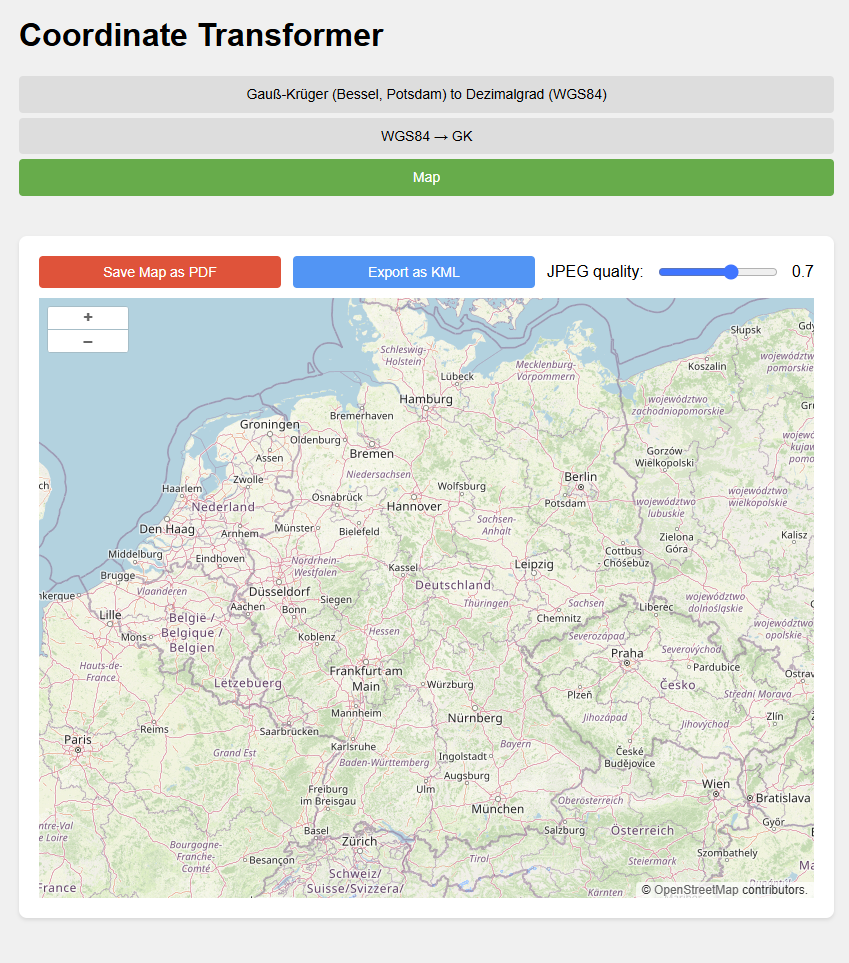 Coordinate Transformer
Gauß-Krüger (Bessel, Potsdam) to Dezimalgrad (WGS84)
WGS84 → GK
Map
Save Map as PDF
Export as KML
JPEG quality:
0.7
+
−
Słupsk
Schleswig-
Holstein
Mecklenburg-
Vorpommern
Koszalin
województwo
pomorskie
Lübeck
Hamburg
województwo
zachodniopomorskie
Bremerhaven
Groningen
Oldenburg
Bremen
Assen
Gorzów
Wielkopolski
Zwolle
Niedersachsen
Berlin
Haarlem
Wolfsburg
Osnabrück
Potsdam
województwo
wielkopolskie
Nederland
Hannover
województwo
lubuskie
Den Haag
Arnhem
Münster
Bielefeld
Sachsen-
Anhalt
Zielona
Góra
Kalisz
Middelburg
Eindhoven
Cottbus
- Chóśebuz
Nordrhein-
Westfalen
Kassel
Leipzig
Brugge
Deutschland
Vlaanderen
Düsseldorf
Siegen
Aachen
Bonn
Thüringen
Sachsen
Liberec
województwo
dolnośląskie
Lille
België /
Belgique /
Belgien
Chemnitz
Mons
Koblenz
Hessen
Severozápad
województwo
opolskie
Praha
Severovýchod
Hauts-de-
France
Frankfurt am
Main
Pardubice
Lëtzebuerg
Würzburg
Plzeň
Česko
Střední Morava
Mannheim
Nürnberg
Jihozápad
Jihovýchod
Zlín
Reims
Saarbrücken
Paris
Karlsruhe
Bayern
České
Budějovice
Grand Est
Baden-Württemberg
Ingolstadt
Augsburg
Wien
Freiburg
im Breisgau
Ulm
München
Oberösterreich
Bratislava
Basel
Zürich
Salzburg
Österreich
Győr
Bourgogne-
Franche-
Comté
Besançon
Tirol
Steiermark
Szombathely
Schweiz/
Suisse/Svizzera/
Kärnten
© OpenStreetMap contributors.